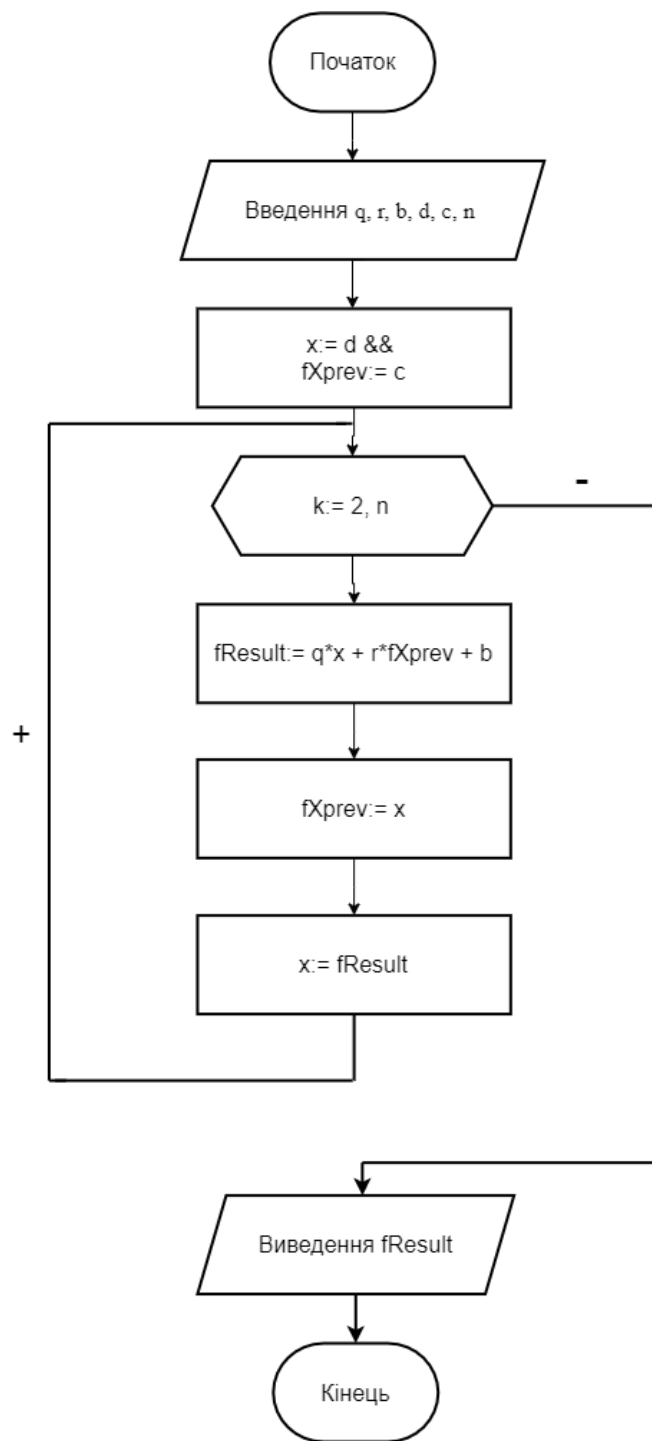 Початок
Введення q, r, b, d, c, n
x:= d &&
fXprev:= c
k:= 2, n
-
fResult:= q*x + r*fXprev + b
+
fXprev:= x
x:= fResult
Виведення fResult
Кінець